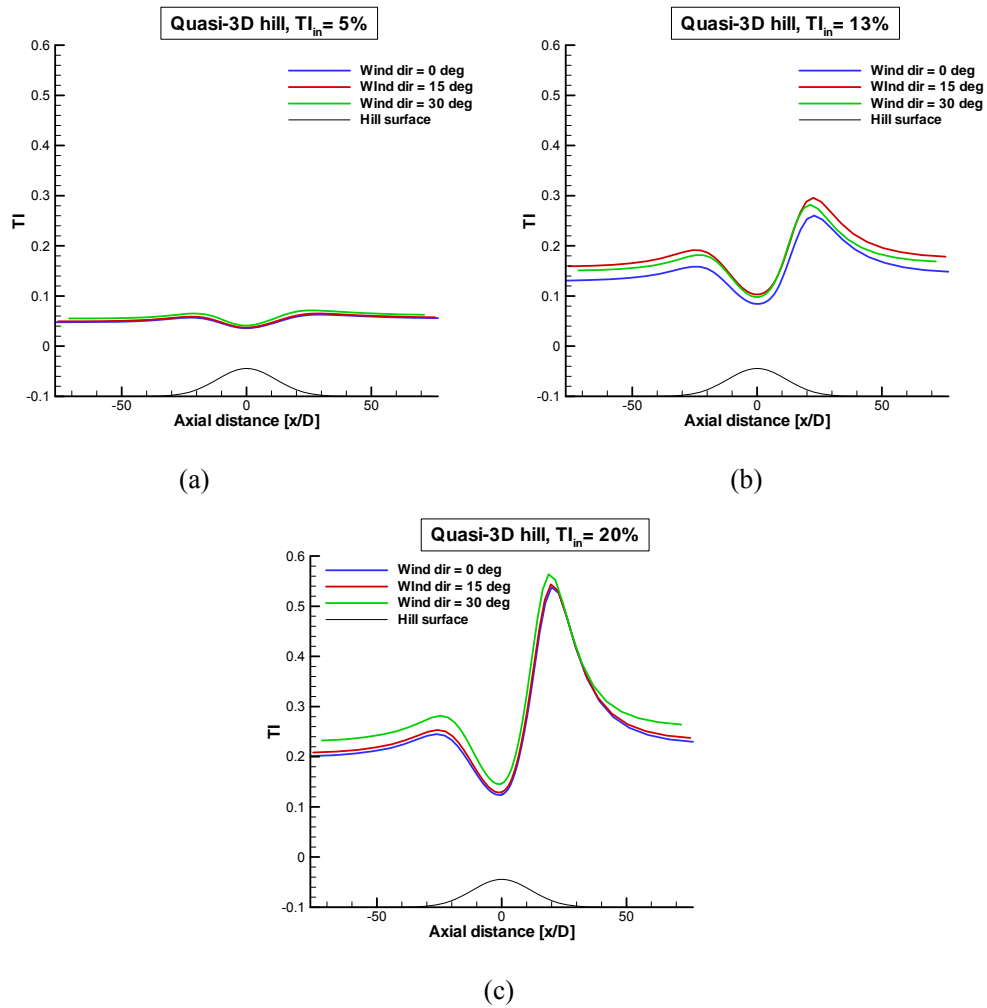 Quasi-3D hill, TIin= 5%
0.6
0.5
0.4
0.3
0.2
0.1
0
-0.1
TI
Wind dir = 0 deg
WInd dir = 15 deg
Wind dir = 30 deg
Hill surface
-50
0
50
Axial distance [x/D]
(a)
Quasi-3D hill, TIin= 13%
0.6
0.5
0.4
0.3
0.2
0.1
0
-0.1
TI
Wind dir = 0 deg
WInd dir = 15 deg
Wind dir = 30 deg
Hill surface
-50
0
50
Axial distance [x/D]
(b)
Quasi-3D hill, TIin= 20%
0.6
0.5
0.4
0.3
0.2
0.1
0
-0.1
TI
Wind dir = 0 deg
WInd dir = 15 deg
Wind dir = 30 deg
Hill surface
-50
0
50
Axial distance [x/D]
(c)